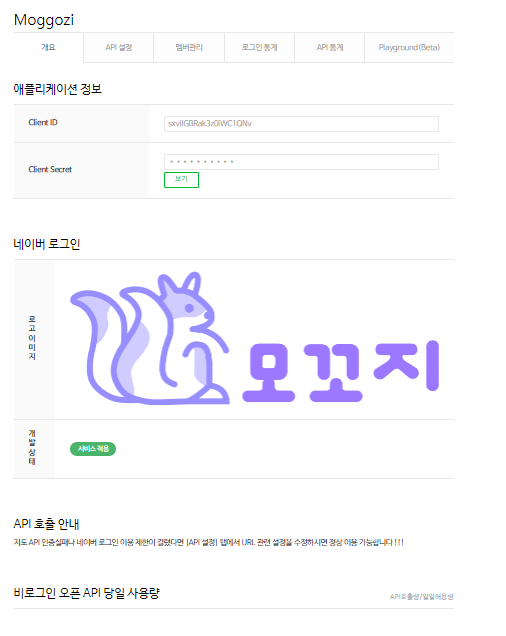 Moggozi
개요 API 설정 멤버관리 로그인 통계 API 통계 Playground (Beta)
애플리케이션 정보
Client ID
Client Secret
보기
네이버 로그인
로고 이미지
모꼬지
개발 상태
서비스 적용
API 호출 안내
지도 API 인증실패나 네이버 로그인 이용 제한이 걸렸다면 [API 설정] 탭에서 URL 관련 설정을 수정하시면 정상 이용 가능합니다!!!
비로그인 오픈 API 당일 사용량
API호출량/일일허용량